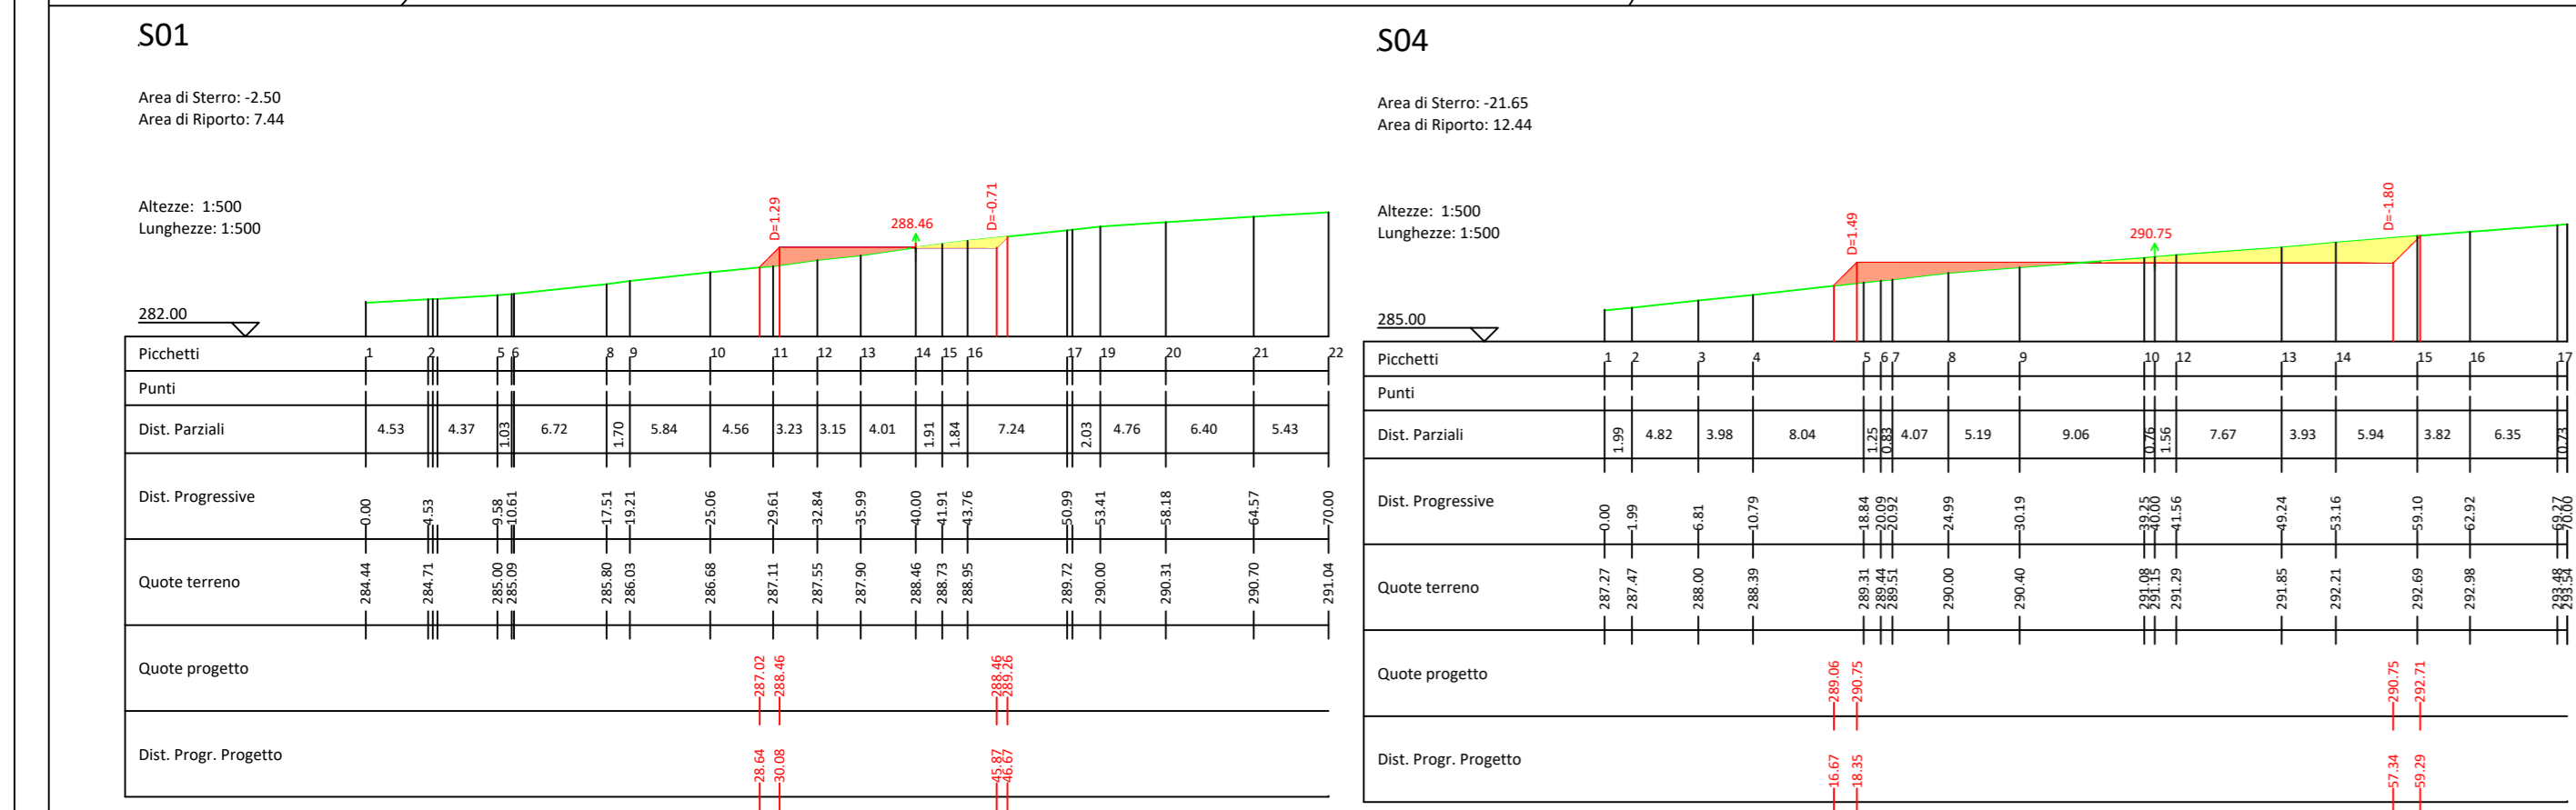 S01
Area di Sterro: -2.50
Area di Riporto: 7.44
Altezze: 1:500
Lunghezze: 1:500
D=1.29
288.46
D=-0.71
282.00
Picchetti 1 2 5 6 8 9 10 11 12 13 14 15 16 17 19 20 21 22
Punti
Dist. Parziali 4.53 4.37 1.03 6.72 1.70 5.84 4.56 3.23 3.15 4.01 1.91 1.84 7.24 2.03 4.76 6.40 5.43
Dist. Progressive 0.00 4.53 9.58 10.61 17.51 19.21 25.06 29.61 32.84 35.99 40.00 41.91 43.76 50.99 53.41 58.18 64.57 70.00
Quote terreno 284.44 284.71 285.00 285.09 285.80 286.03 286.68 287.11 287.55 287.90 288.46 288.73 288.95 289.72 290.00 290.31 290.70 291.04
Quote progetto 287.02 288.46 288.46 289.26
Dist. Progr. Progetto 28.64 30.08 45.87 46.67
S04
Area di Sterro: -21.65
Area di Riporto: 12.44
Altezze: 1:500
Lunghezze: 1:500
D=1.49
290.75
D=-1.80
285.00
Picchetti 1 2 3 4 5 6 7 8 9 10 12 13 14 15 16 17
Punti
Dist. Parziali 1.99 4.82 3.98 8.04 1.25 0.83 4.07 5.19 9.06 0.76 1.56 7.67 3.93 5.94 3.82 6.35 0.73
Dist. Progressive 0.00 1.99 6.81 10.79 18.84 20.09 20.92 24.99 30.19 39.25 40.00 41.56 49.24 53.16 59.10 62.92 69.27 70.00
Quote terreno 287.27 287.47 288.00 288.39 289.31 289.44 289.51 290.00 290.40 291.08 291.15 291.29 291.85 292.21 292.69 292.98 293.48 293.54
Quote progetto 289.06 290.75 290.75 292.71
Dist. Progr. Progetto 16.67 18.35 57.34 59.29